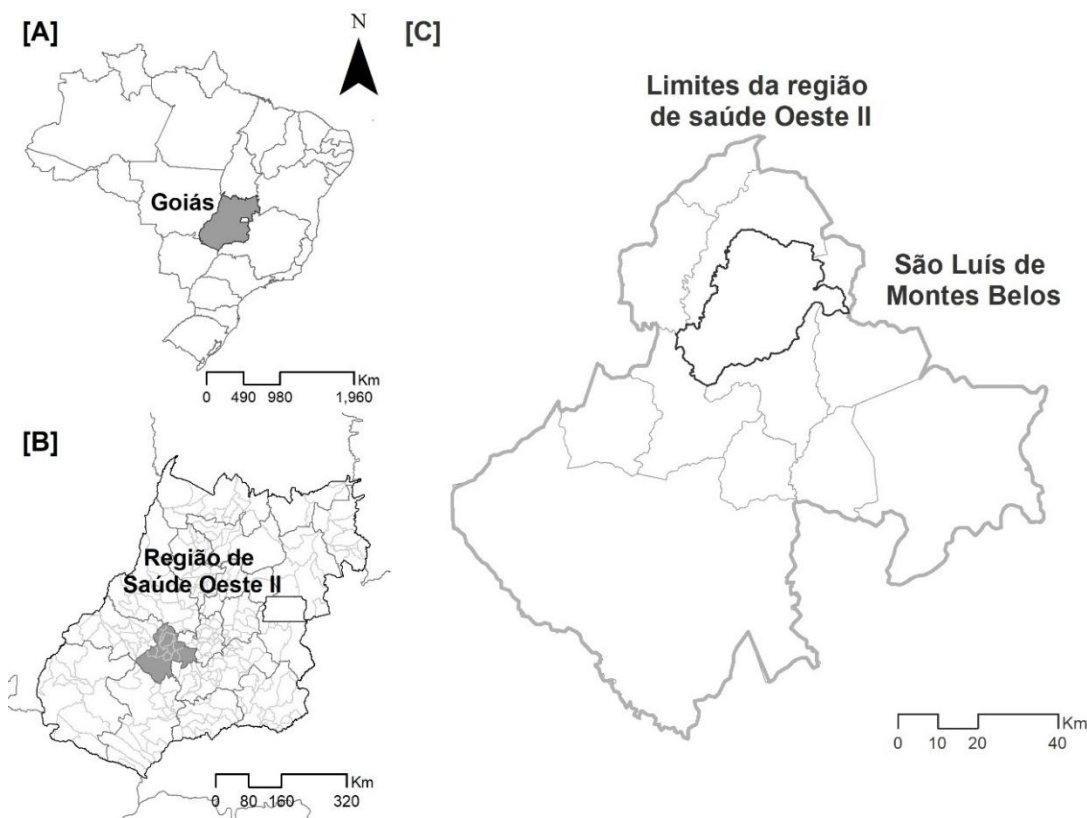 [A]
N
Goiás
Km
0 490 980 1,960
[B]
Região de
Saúde Oeste II
Km
0 80 160 320
[C]
Limites da região
de saúde Oeste II
São Luís de
Montes Belos
Km
0 10 20 40